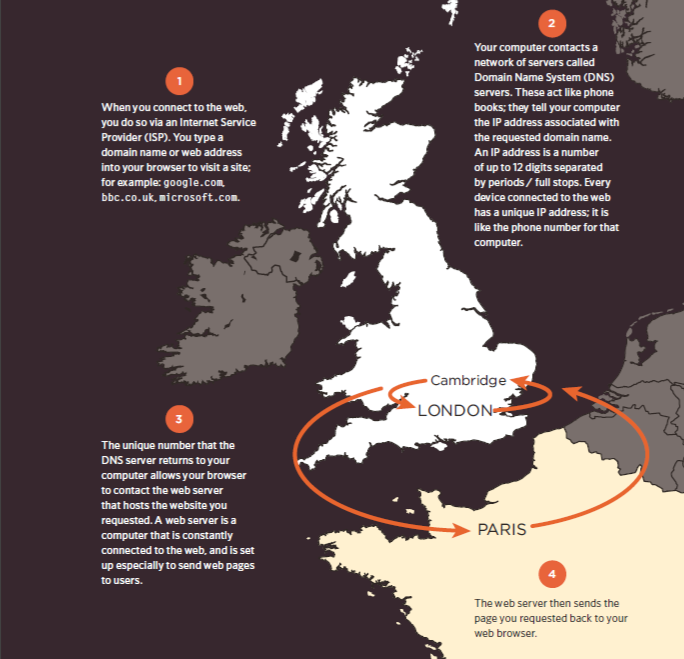 1
When you connect to the web,
you do so via an Internet Service
Provider (ISP). You type a
domain name or web address
into your browser to visit a site;
for example: google.com,
bbc.co.uk, microsoft.com.
2
Your computer contacts a
network of servers called
Domain Name System (DNS)
servers. These act like phone
books; they tell your computer
the IP address associated with
the requested domain name.
An IP address is a number
of up to 12 digits separated
by periods / full stops. Every
device connected to the web
has a unique IP address; it is
like the phone number for that
computer.
Cambridge
LONDON
3
The unique number that the
DNS server returns to your
computer allows your browser
to contact the web server
that hosts the website you
requested. A web server is a
computer that is constantly
connected to the web, and is set
up especially to send web pages
to users.
PARIS
4
The web server then sends the
page you requested back to your
web browser.